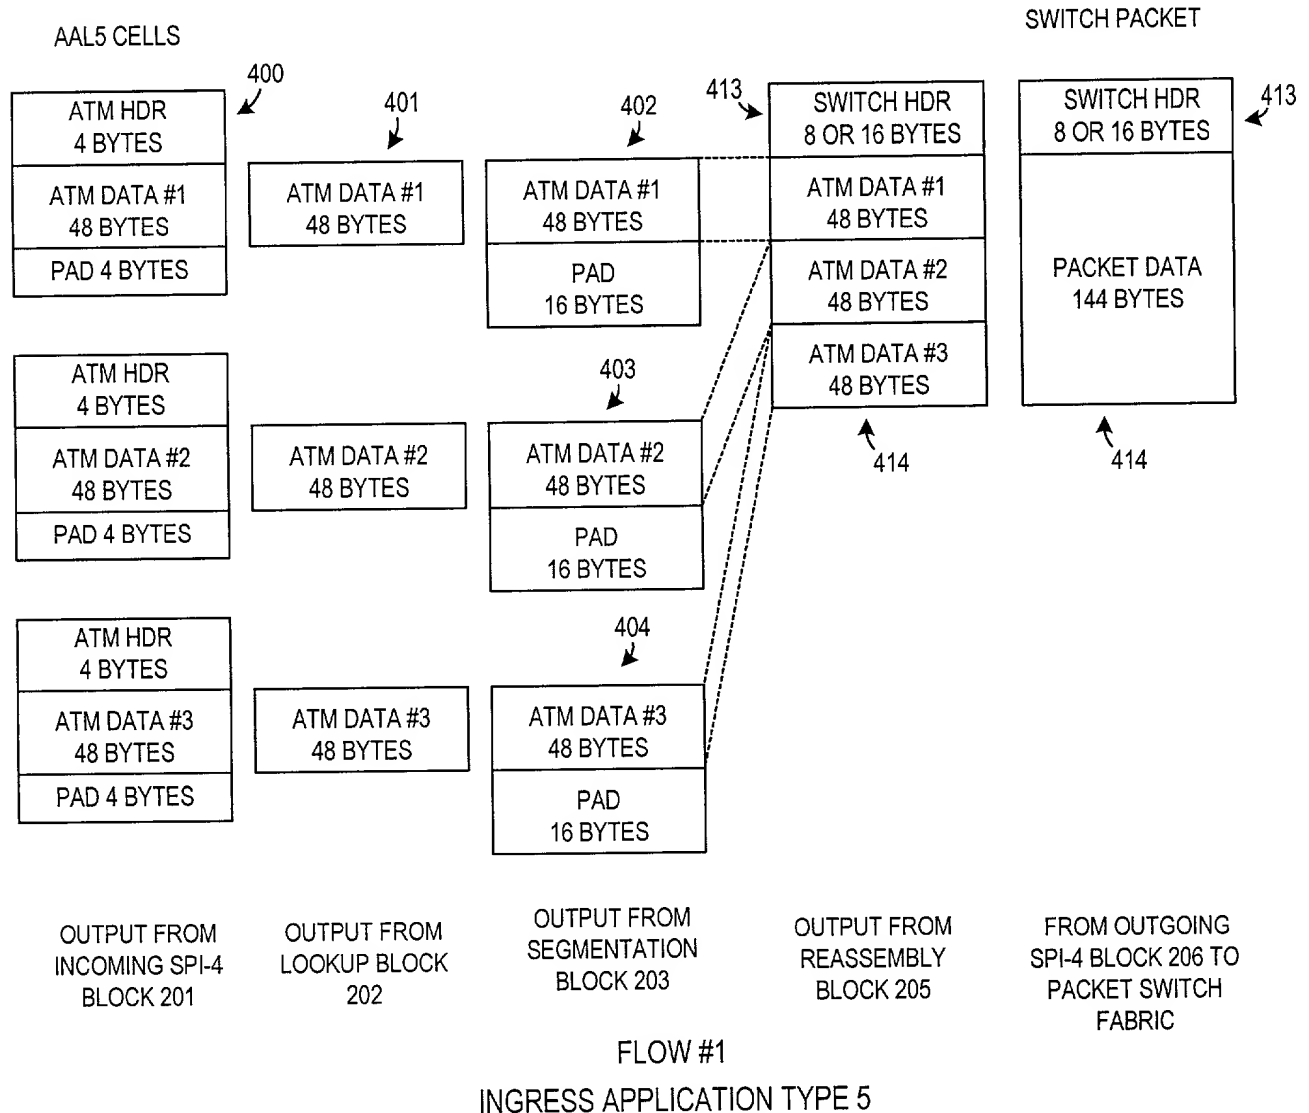 AAL5 CELLS
SWITCH PACKET
400
401
402
413
413
ATM HDR
4 BYTES
ATM DATA #1
48 BYTES
PAD 4 BYTES
ATM DATA #1
48 BYTES
ATM DATA #1
48 BYTES
PAD
16 BYTES
SWITCH HDR
8 OR 16 BYTES
ATM DATA #1
48 BYTES
ATM DATA #2
48 BYTES
ATM DATA #3
48 BYTES
414
SWITCH HDR
8 OR 16 BYTES
PACKET DATA
144 BYTES
414
ATM HDR
4 BYTES
ATM DATA #2
48 BYTES
PAD 4 BYTES
ATM DATA #2
48 BYTES
403
ATM DATA #2
48 BYTES
PAD
16 BYTES
ATM HDR
4 BYTES
ATM DATA #3
48 BYTES
PAD 4 BYTES
ATM DATA #3
48 BYTES
404
ATM DATA #3
48 BYTES
PAD
16 BYTES
OUTPUT FROM
INCOMING SPI-4
BLOCK 201
OUTPUT FROM
LOOKUP BLOCK
202
OUTPUT FROM
SEGMENTATION
BLOCK 203
OUTPUT FROM
REASSEMBLY
BLOCK 205
FROM OUTGOING
SPI-4 BLOCK 206 TO
PACKET SWITCH
FABRIC
FLOW #1
INGRESS APPLICATION TYPE 5